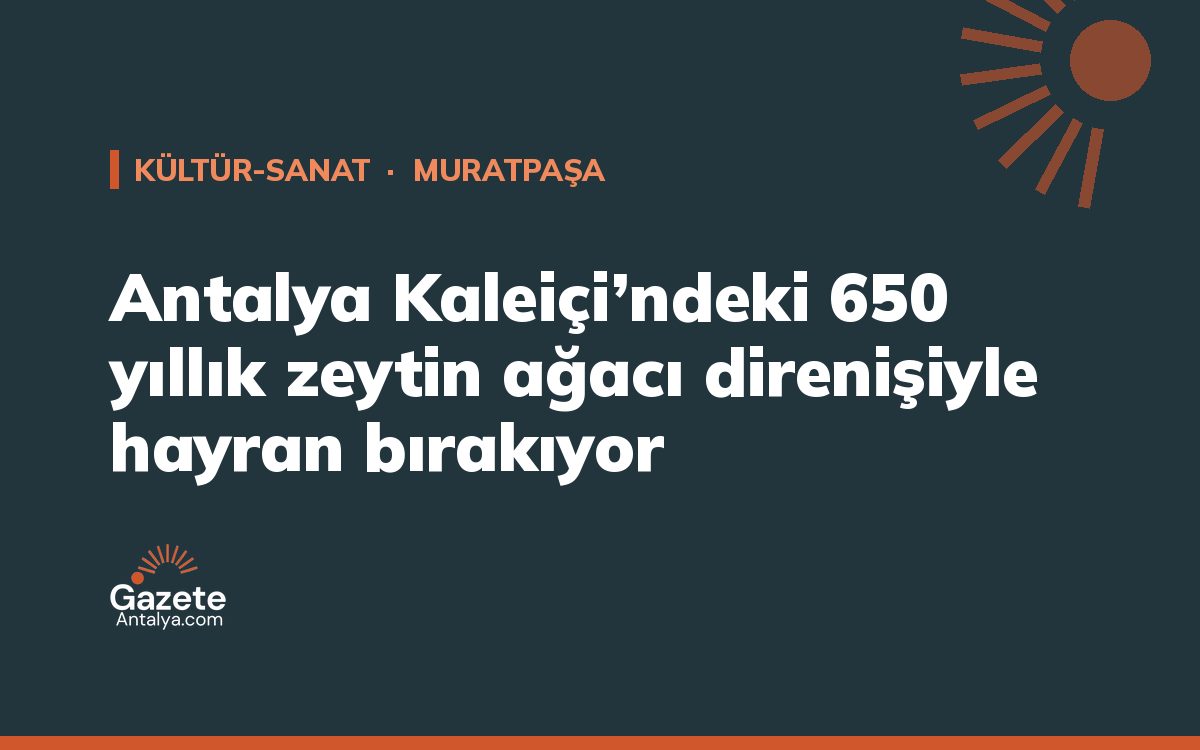 KÜLTÜR-SANAT · MURATPAŞA
Antalya Kaleiçi’ndeki 650
yıllık zeytin ağacı direnişiyle
hayran bırakıyor
Gazete
Antalya.com